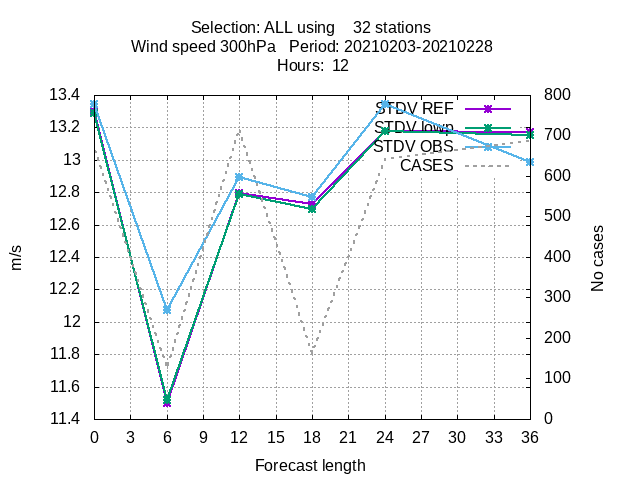 Selection: ALL using    32 stations
Wind speed 300hPa   Period: 20210203-20210228
Hours:  12
13.4
13.2
13
12.8
12.6
12.4
12.2
12
11.8
11.6
11.4
m/s
800
700
600
500
400
300
200
100
0
No cases
STDV REF
STDV lowp
STDV OBS
CASES
0 3 6 9 12 15 18 21 24 27 30 33 36
Forecast length